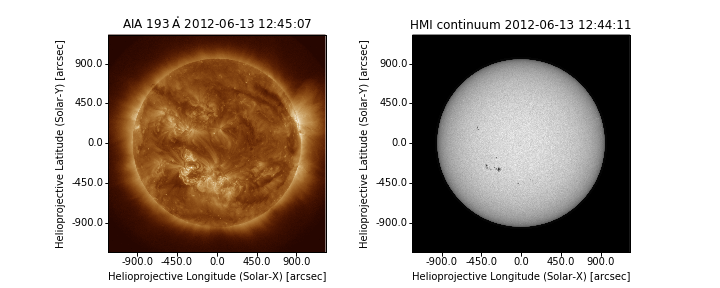 AIA 193 Å 2012-06-13 12:45:07
900.0
450.0
0.0
-450.0
-900.0
Helioprojective Latitude (Solar-Y) [arcsec]
-900.0 -450.0 0.0 450.0 900.0
Helioprojective Longitude (Solar-X) [arcsec]
HMI continuum 2012-06-13 12:44:11
900.0
450.0
0.0
-450.0
-900.0
Helioprojective Latitude (Solar-Y) [arcsec]
-900.0 -450.0 0.0 450.0 900.0
Helioprojective Longitude (Solar-X) [arcsec]